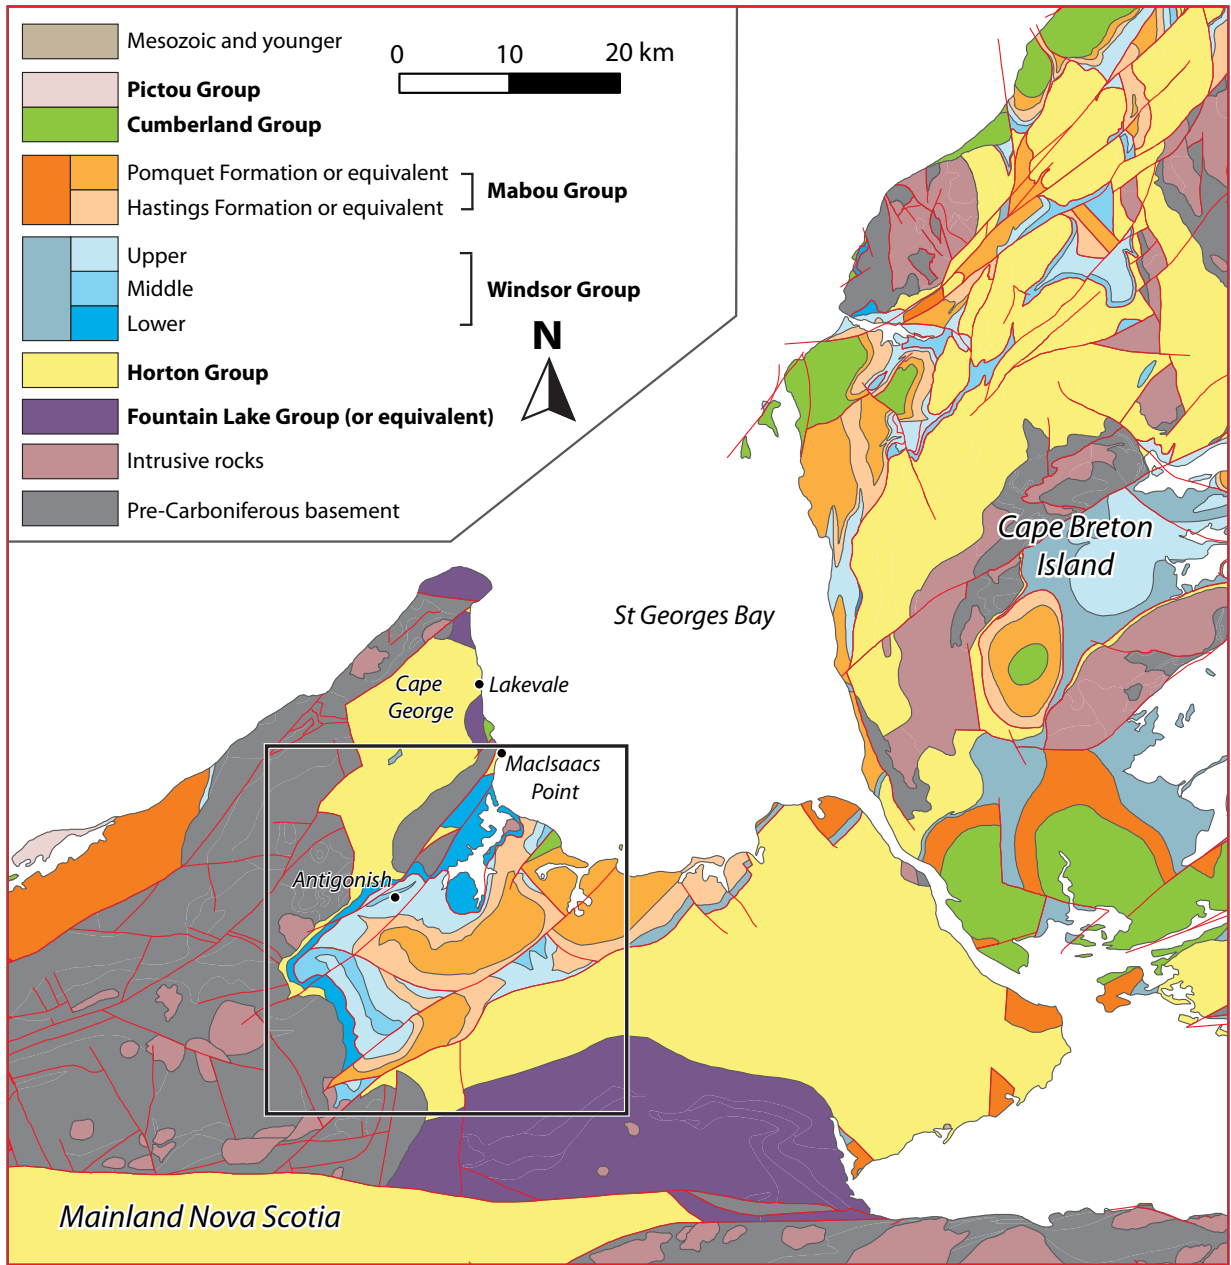 Mesozoic and younger
0 10 20 km
Pictou Group
Cumberland Group
Pomquet Formation or equivalent
Hastings Formation or equivalent
Mabou Group
Upper
Middle
Lower
Windsor Group
N
Horton Group
Fountain Lake Group (or equivalent)
Intrusive rocks
Pre-Carboniferous basement
Cape Breton
Island
St Georges Bay
Cape
George
Lakevale
MacIsaacs
Point
Antigonish
Mainland Nova Scotia